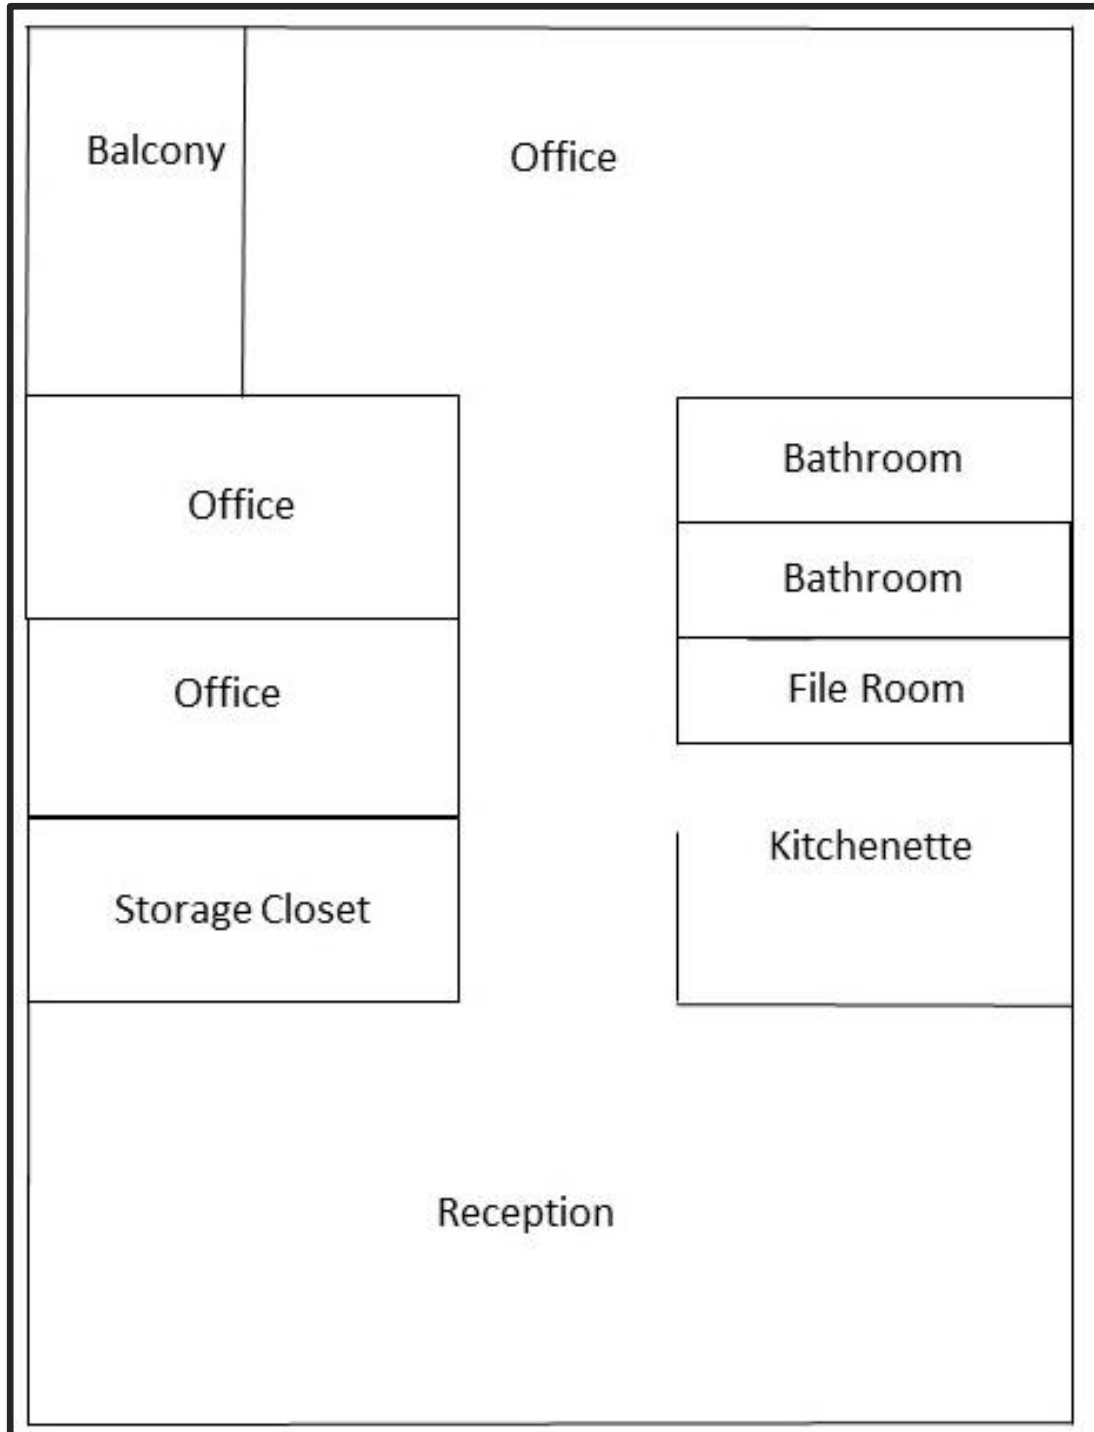 Balcony
Office
Office
Bathroom
Bathroom
Office
File Room
Kitchenette
Storage Closet
Reception